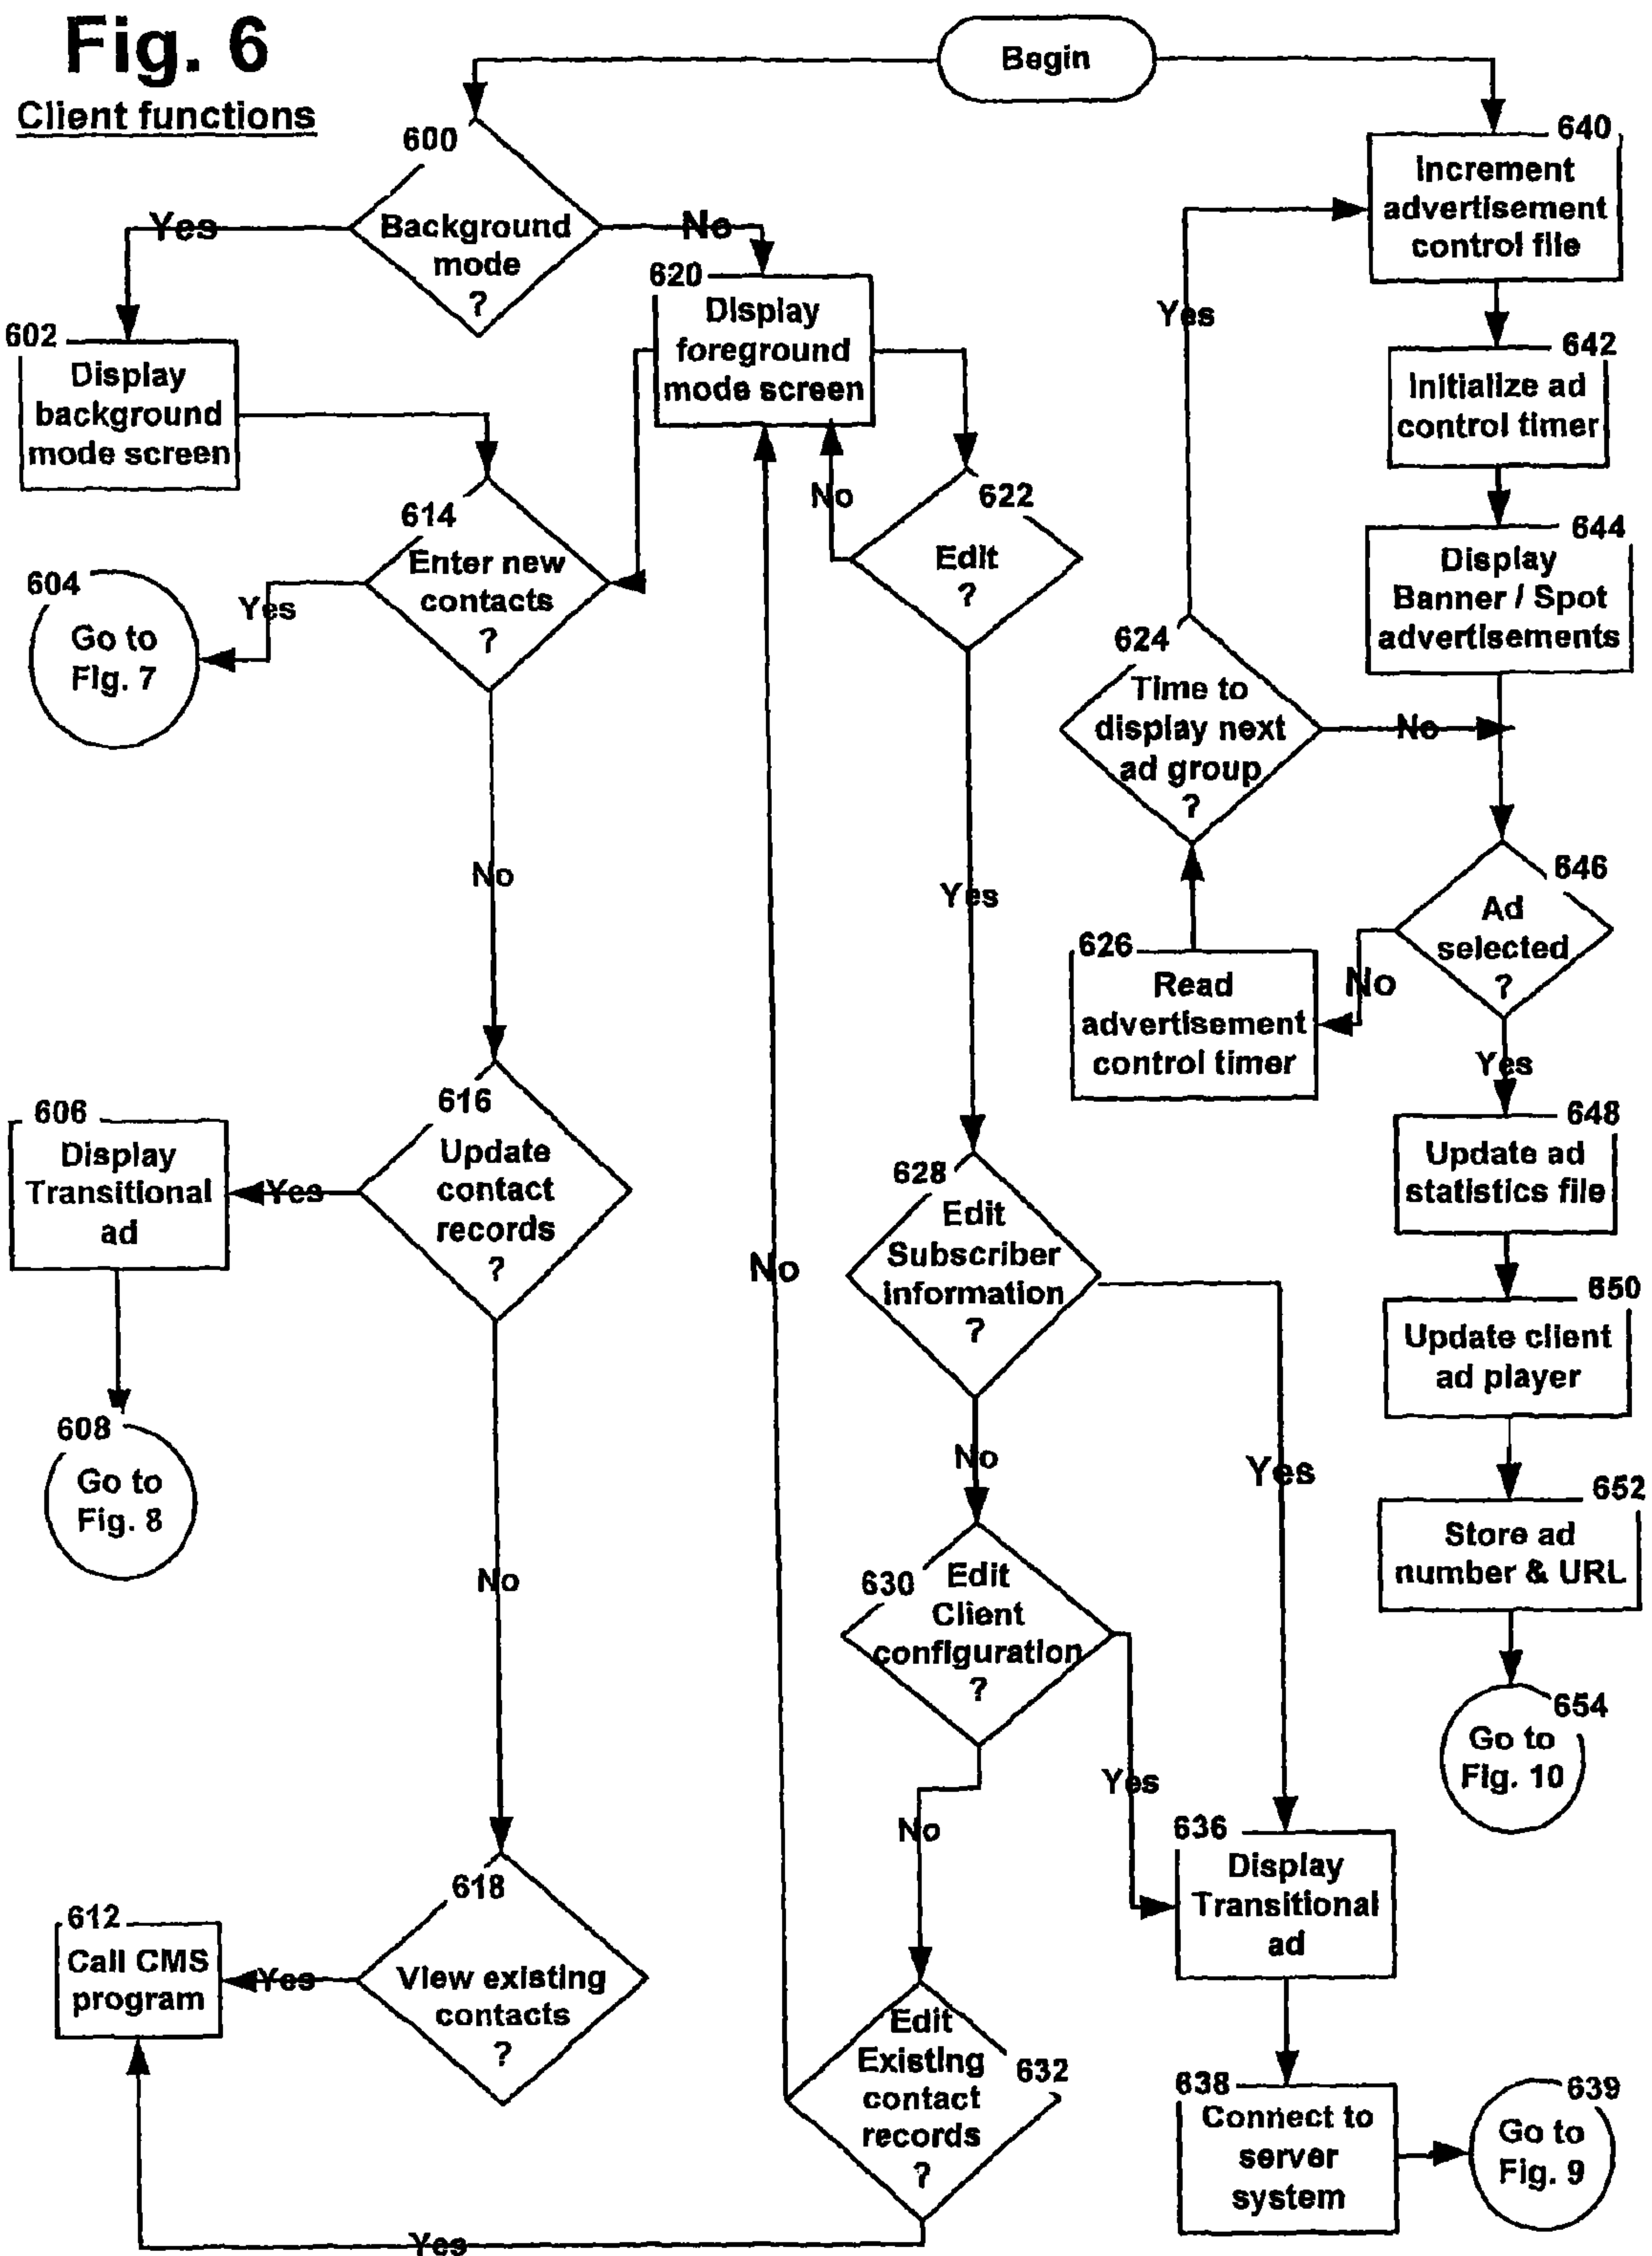 Fig. 6
Client functions
Begin
600
Background
mode
?
Yes
No
602
Display
background
mode screen
620
Display
foreground
mode screen
614
Enter new
contacts
?
Yes
604
Go to
Fig. 7
No
616
Update
contact
records
?
Yes
606
Display
Transitional
ad
608
Go to
Fig. 8
No
618
View existing
contacts
?
Yes
612
Call CMS
program
622
Edit
?
No
Yes
628
Edit
Subscriber
information
?
No
Yes
630
Edit
Client
configuration
?
Yes
No
632
Edit
Existing
contact
records
?
No
Yes
636
Display
Transitional
ad
638
Connect to
server
system
639
Go to
Fig. 9
640
Increment
advertisement
control file
642
Initialize ad
control timer
644
Display
Banner / Spot
advertisements
624
Time to
display next
ad group
?
Yes
No
626
Read
advertisement
control timer
646
Ad
selected
?
No
Yes
648
Update ad
statistics file
650
Update client
ad player
652
Store ad
number & URL
654
Go to
Fig. 10